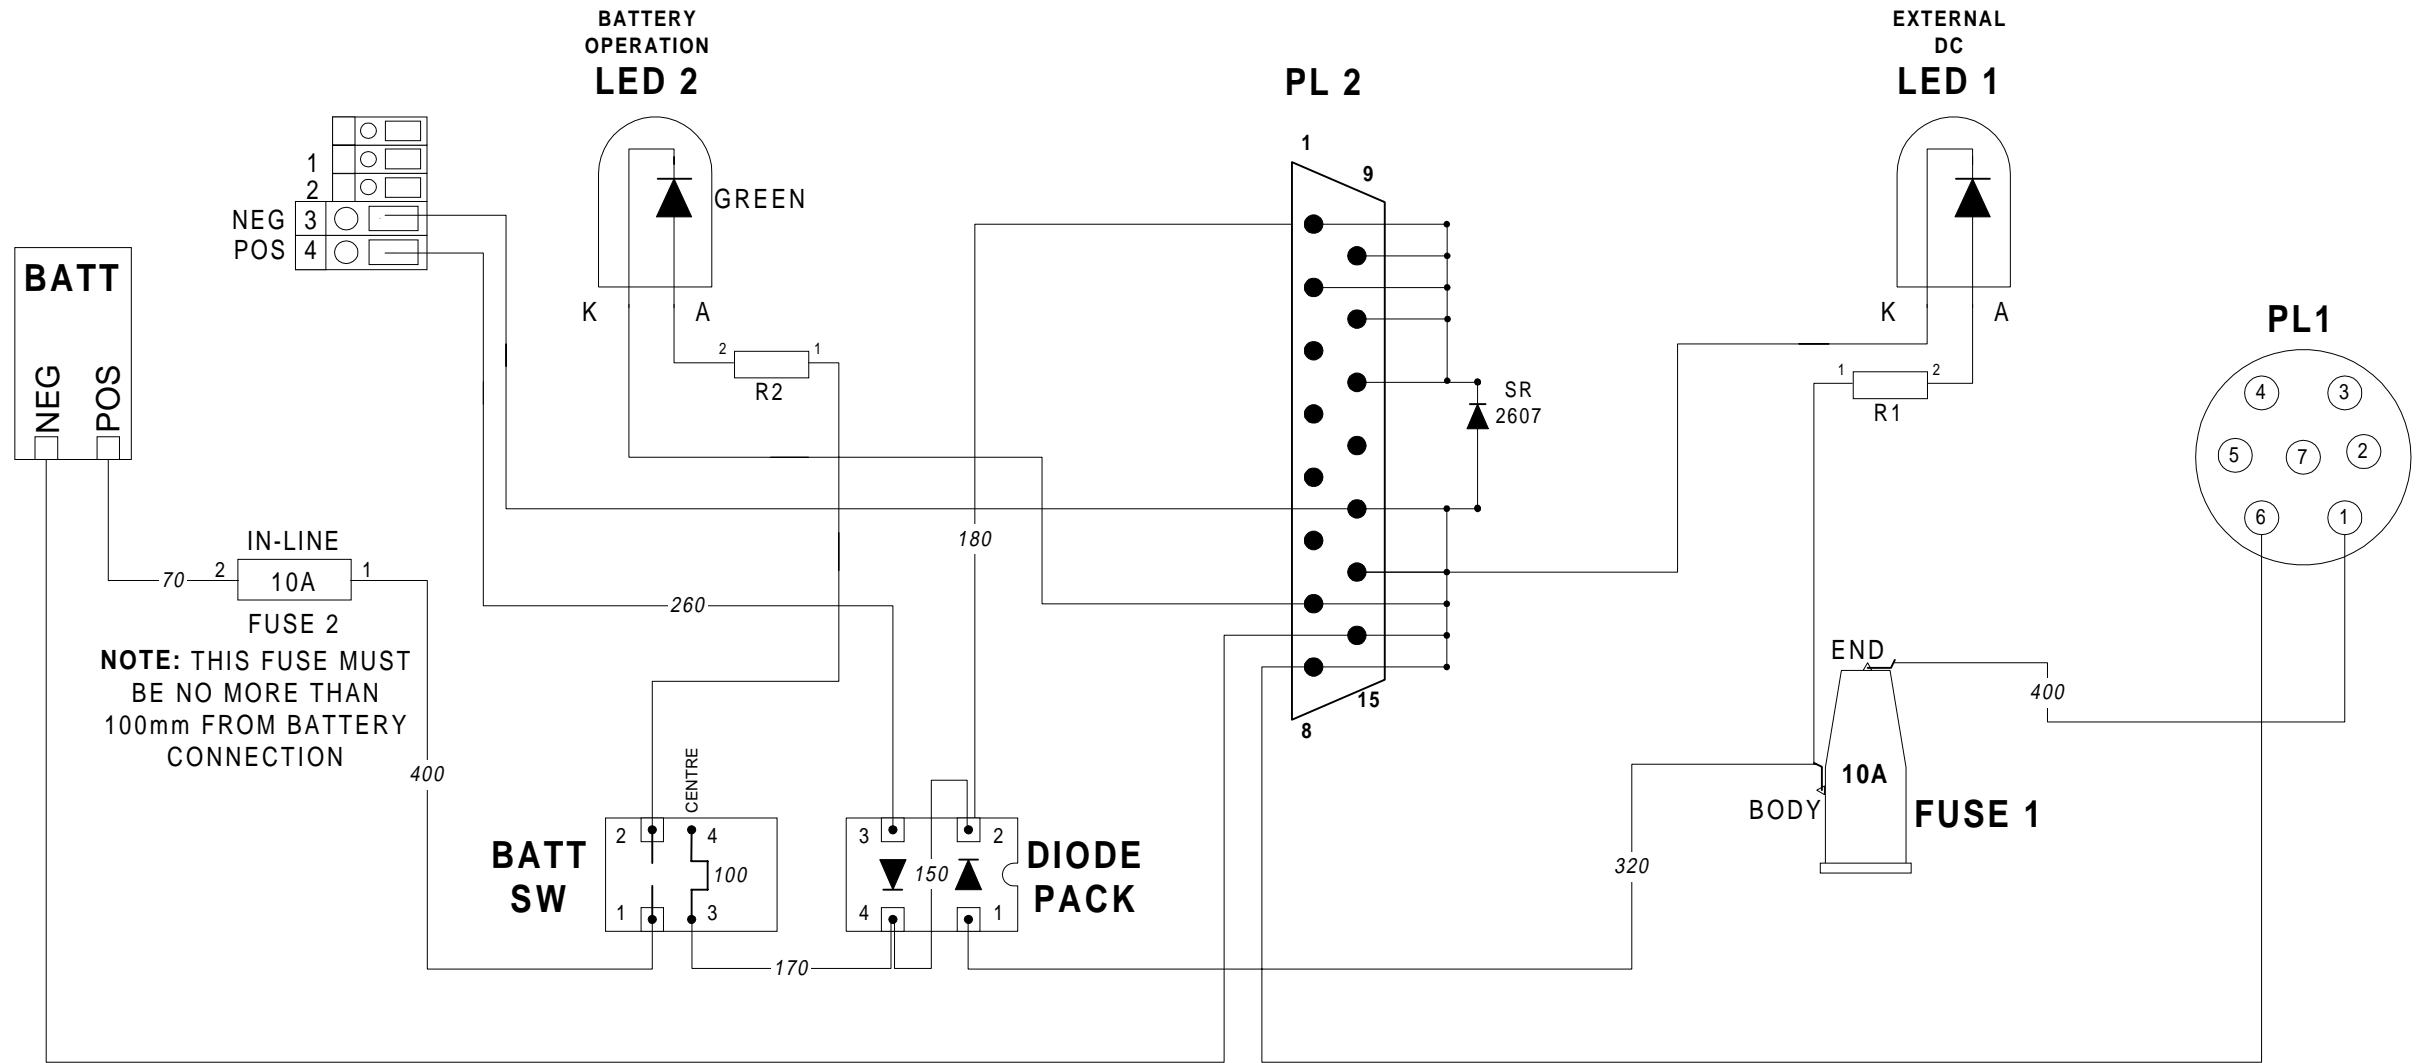 BATTERY
OPERATION
LED 2
GREEN
K A
2 1
R2
EXTERNAL
DC
LED 1
K A
1 2
R1
PL 2
1
9
15
8
SR
2607
PL1
4 3
5 7 2
6 1
1
2
NEG 3
POS 4
BATT
NEG
POS
IN-LINE
70 2 10A 1
FUSE 2
NOTE: THIS FUSE MUST
BE NO MORE THAN
100mm FROM BATTERY
CONNECTION
400
260
180
CENTRE
BATT
SW
2 4
100
1 3
170
3 2
150
4 1
DIODE
PACK
320
END
400
10A
BODY
FUSE 1